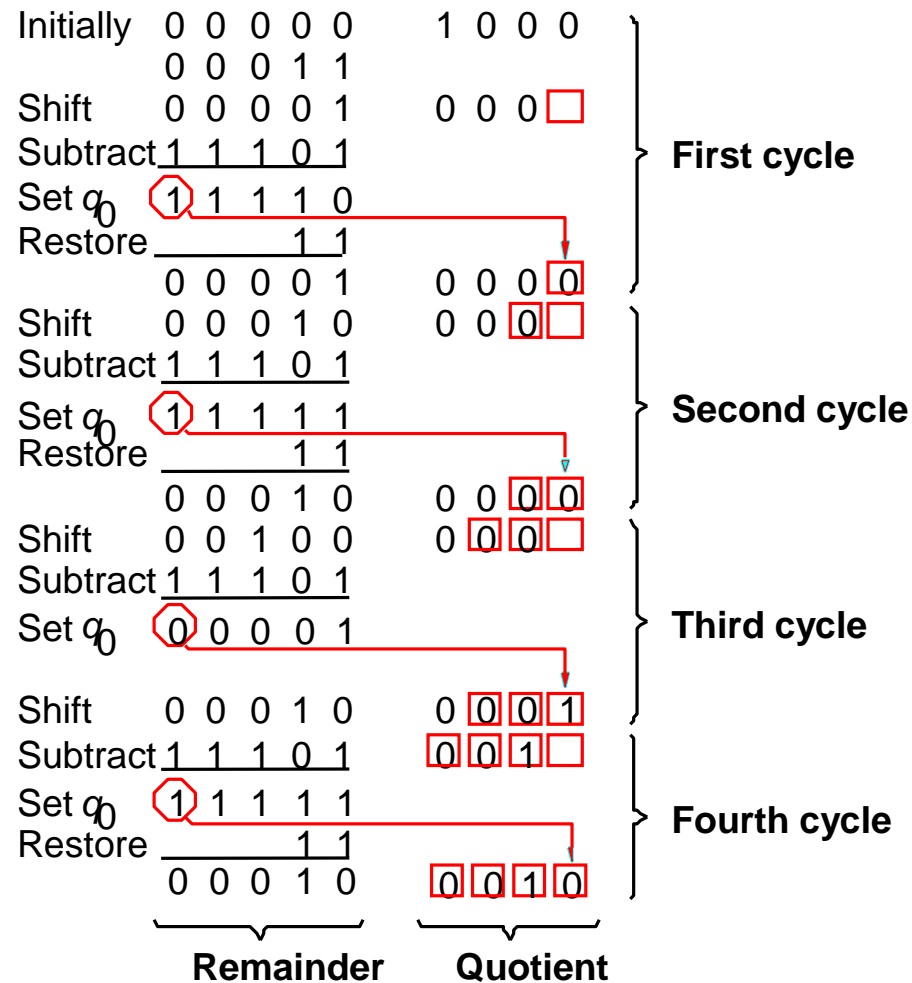 Initially 0 0 0 0 0 1 0 0 0
0 0 0 1 1
Shift 0 0 0 0 1 0 0 0
Subtract 1 1 1 0 1
First cycle
Set q0 1 1 1 1 0
Restore 1 1
0 0 0 0 1 0 0 0 0
Shift 0 0 0 1 0 0 0 0
Subtract 1 1 1 0 1
Second cycle
Set q0 1 1 1 1 1
Restore 1 1
0 0 0 1 0 0 0 0 0
Shift 0 0 1 0 0 0 0 0
Subtract 1 1 1 0 1
Third cycle
Set q0 0 0 0 0 1
Shift 0 0 0 1 0 0 0 0 1
Subtract 1 1 1 0 1 0 0 1
Set q0 1 1 1 1 1
Fourth cycle
Restore 1 1
0 0 0 1 0 0 0 1 0
Remainder Quotient